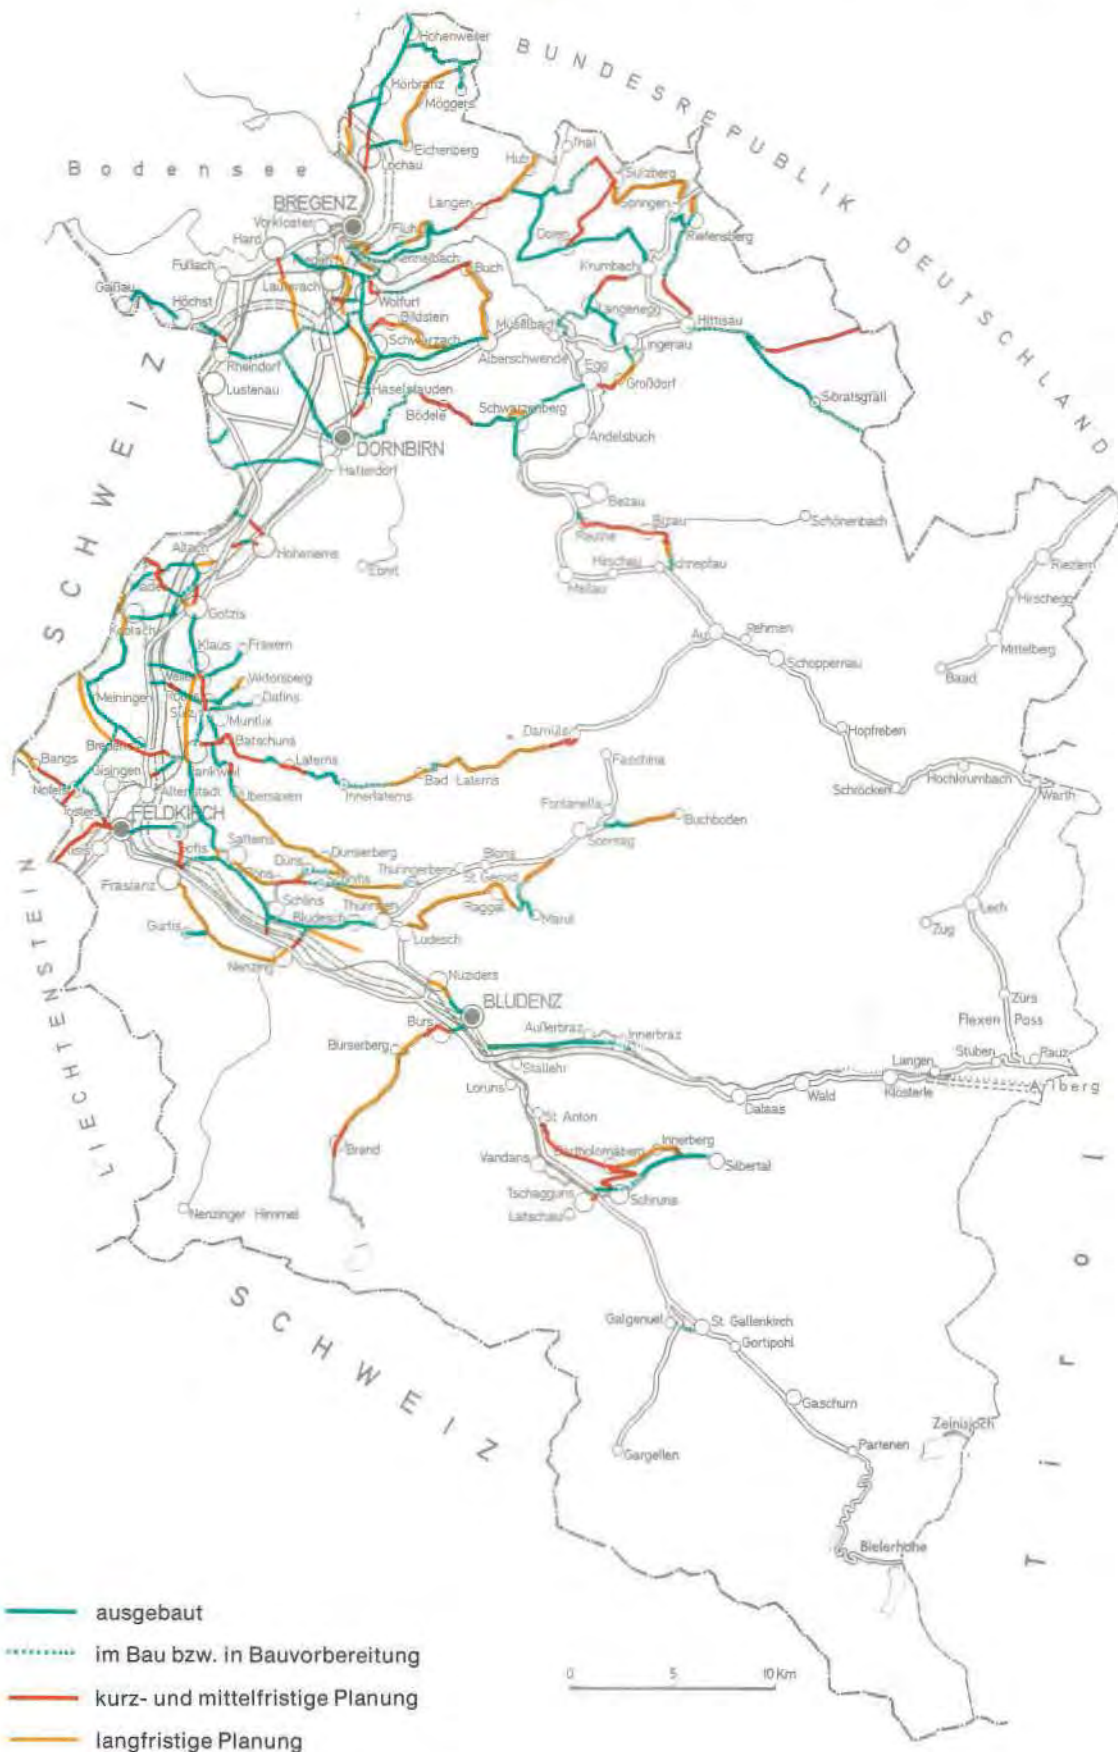 BUNDESREPUBLIK DEUTSCHLAND
Hohenweiler
Hörbranz
Möggers
Eichenberg
Lochau
Bodensee
BREGENZ
Vorkloster
Hard
Fußach
Gaißau
Höchst
Lauterach
Kennelbach
Fluh
Langen
Hub
Thal
Sulzberg
Springen
Riefensberg
Doren
Krumbach
Buch
Wolfurt
Bildstein
Schwarzach
Langenegg
Müselbach
Hittisau
Lingenau
Alberschwende
Egg
Großdorf
Rheindorf
Lustenau
Haselstauden
Bödele
Schwarzenberg
Sibratsgfäll
DORNBIRN
Andelsbuch
Hatlerdorf
SCHWEIZ
Bezau
Schönenbach
Bizau
Reuthe
Hirschau
Schnepfau
Mellau
Altach
Hohenems
Ebnit
Riezlern
Hirschegg
Mittelberg
Baad
Götzis
Koblach
Klaus
Fraxern
Weiler
Viktorsberg
Dafins
Meiningen
Sulz
Muntlix
Batschuns
Au
Rehmen
Schoppernau
Hopfreben
Damüls
Laterns
Bad Laterns
Innerlaterns
Bangs
Gisingen
Nofels
Rankweil
Altenstadt
Übersaxen
Faschina
Fontanella
Buchboden
Sonntag
Schröcken
Hochkrumbach
Warth
Tosters
FELDKIRCH
Tisis
Göfis
Satteins
Düns
Dünserberg
Röns
Schnifis
Thüringerberg
St Gerold
Blons
Frastanz
Schlins
Thüringen
Bludesch
Raggal
Marul
Ludesch
Gurtis
Nenzing
Nüziders
Lech
Zug
Zürs
Flexen Pass
Stuben
Rauz
BLUDENZ
Bürs
Bürserberg
Außerbraz
Innerbraz
Stallehr
Lorüns
Langen
Klösterle
Arlberg
Wald
Dalaas
LIECHTENSTEIN
Brand
St Anton
Bartholomäberg
Innerberg
Silbertal
Vandans
Tschagguns
Latschau
Schruns
Nenzinger Himmel
SCHWEIZ
Tirol
Galgenuel
St Gallenkirch
Gortipohl
Gargellen
Gaschurn
Partenen
Zeinisjoch
Bielerhöhe
ausgebaut
im Bau bzw. in Bauvorbereitung
kurz- und mittelfristige Planung
langfristige Planung
0 5 10 Km